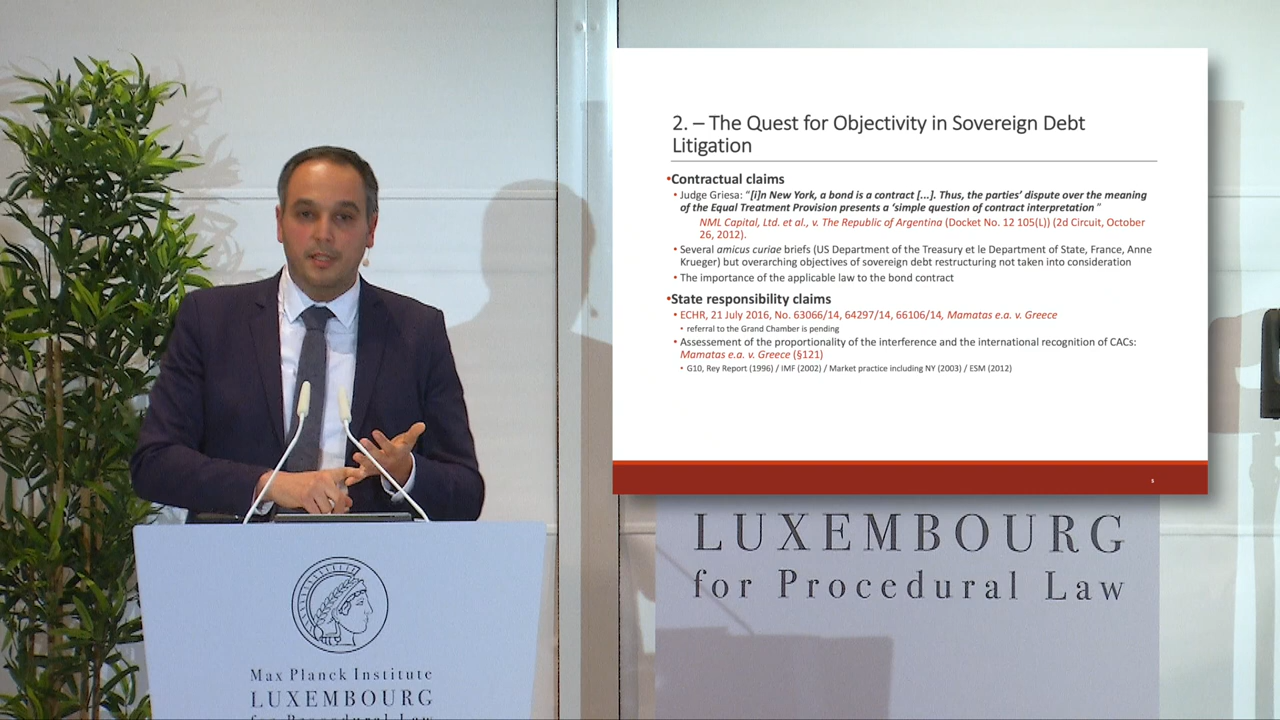 2. – The Quest for Objectivity in Sovereign Debt
Litigation
•Contractual claims
• Judge Griesa: “[i]n New York, a bond is a contract [...]. Thus, the parties’ dispute over the meaning
of the Equal Treatment Provision presents a ‘simple question of contract interpretation “
NML Capital, Ltd. et al., v. The Republic of Argentina (Docket No. 12 105(L)) (2d Circuit, October
26, 2012).
• Several amicus curiae briefs (US Department of the Treasury et le Department of State, France, Anne
Krueger) but overarching objectives of sovereign debt restructuring not taken into consideration
• The importance of the applicable law to the bond contract
•State responsibility claims
• ECHR, 21 July 2016, No. 63066/14, 64297/14, 66106/14, Mamatas e.a. v. Greece
• referral to the Grand Chamber is pending
• Assessement of the proportionality of the interference and the international recognition of CACs:
Mamatas e.a. v. Greece (§121)
• G10, Rey Report (1996) / IMF (2002) / Market practice including NY (2003) / ESM (2012)
LUXEMBOURG
for Procedural Law
Max Planck Institute
LUXEMBOURG
for Procedural Law